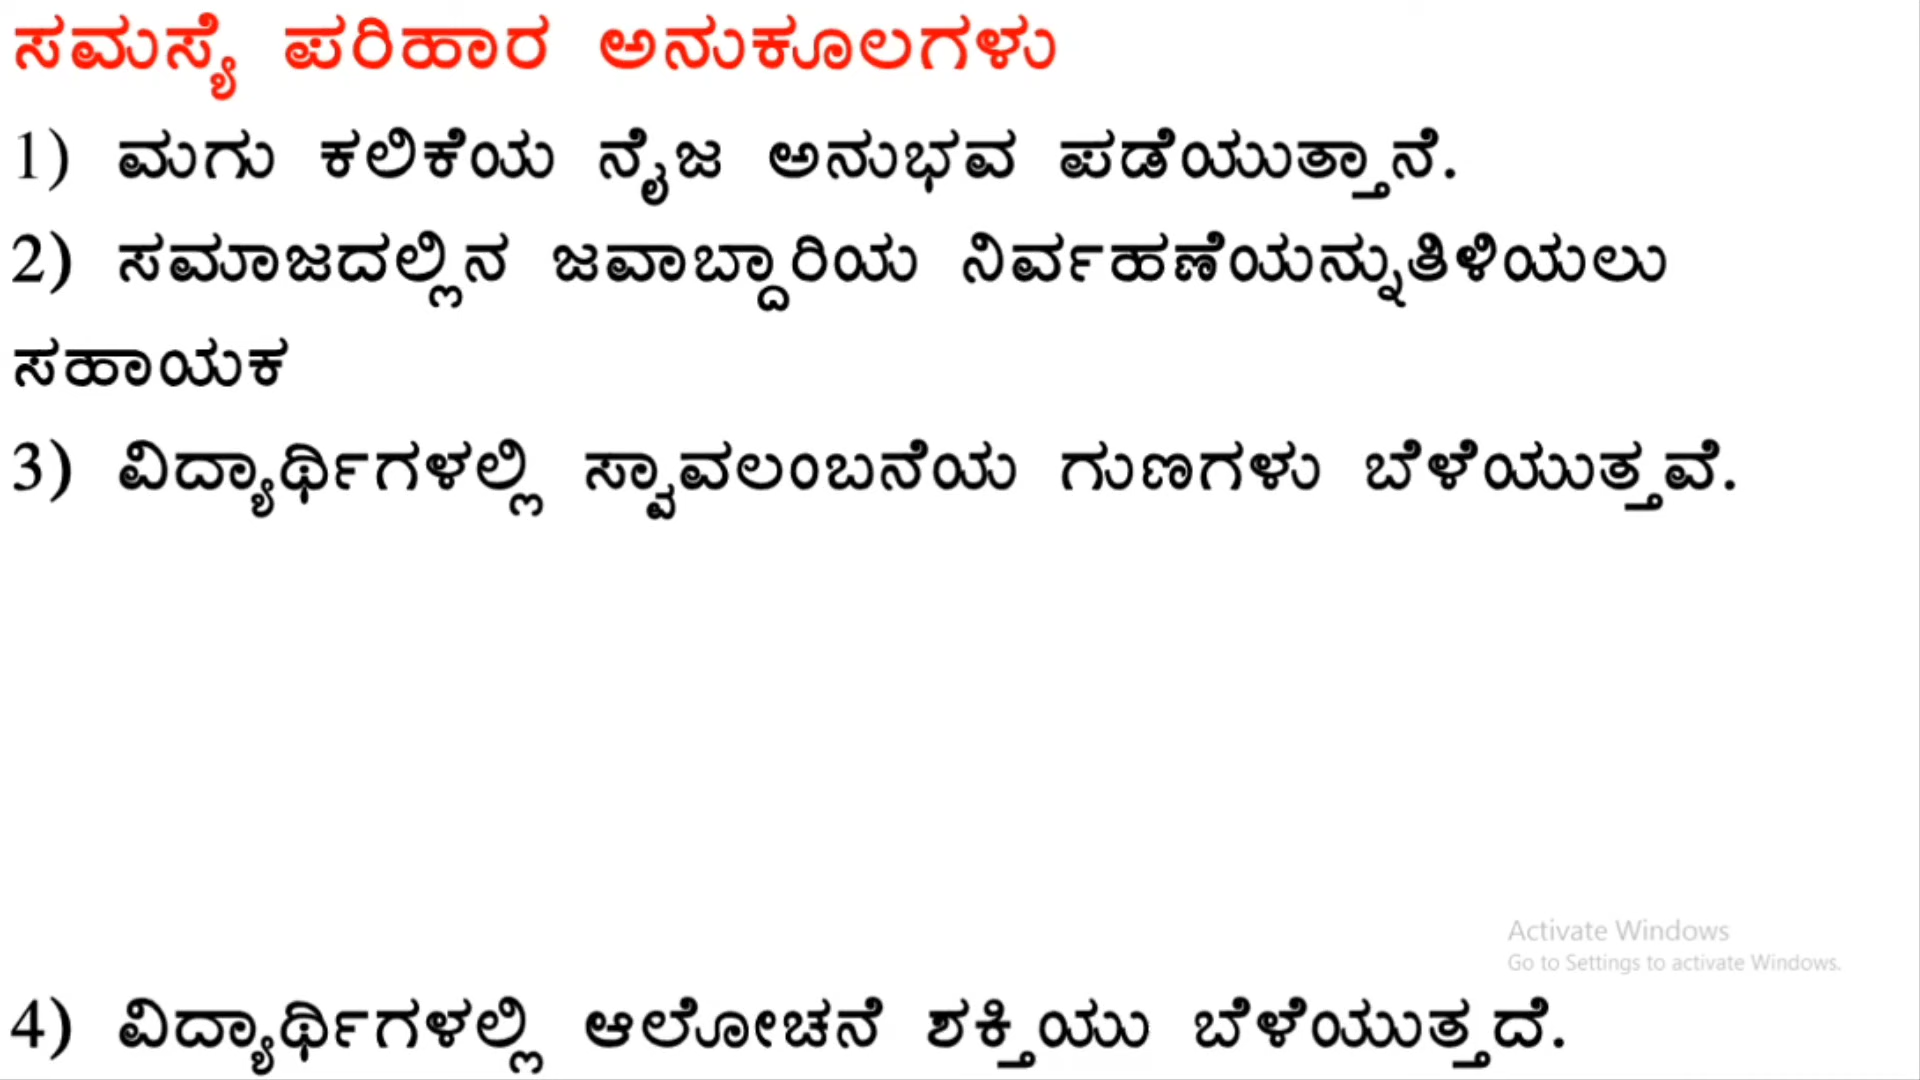 ಸಮಸ್ಯೆ ಪರಿಹಾರ ಅನುಕೂಲಗಳು
1) ಮಗು ಕಲಿಕೆಯ ನೈಜ ಅನುಭವ ಪಡೆಯುತ್ತಾನೆ.
2) ಸಮಾಜದಲ್ಲಿನ ಜವಾಬ್ದಾರಿಯ ನಿರ್ವಹಣೆಯನ್ನುತಿಳಿಯಲು
ಸಹಾಯಕ
3) ವಿದ್ಯಾರ್ಥಿಗಳಲ್ಲಿ ಸ್ವಾವಲಂಬನೆಯ ಗುಣಗಳು ಬೆಳೆಯುತ್ತವೆ.
Activate Windows
Go to Settings to activate Windows.
4) ವಿದ್ಯಾರ್ಥಿಗಳಲ್ಲಿ ಆಲೋಚನೆ ಶಕ್ತಿಯು ಬೆಳೆಯುತ್ತದೆ.